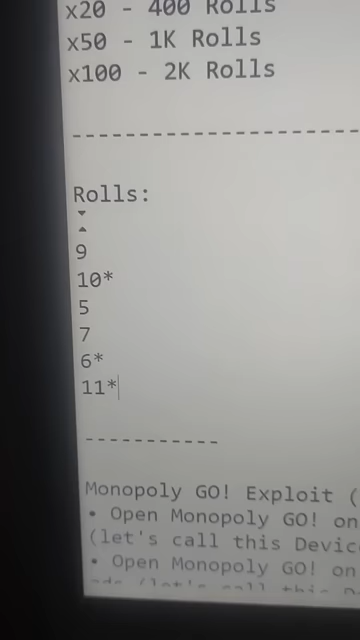 x20 - 400 Rolls
x50 - 1K Rolls
x100 - 2K Rolls
---------------------
Rolls:
9
10*
5
7
6*
11*
-----------
Monopoly GO! Exploit (
• Open Monopoly GO! on
(let's call this Devic
• Open Monopoly GO! on